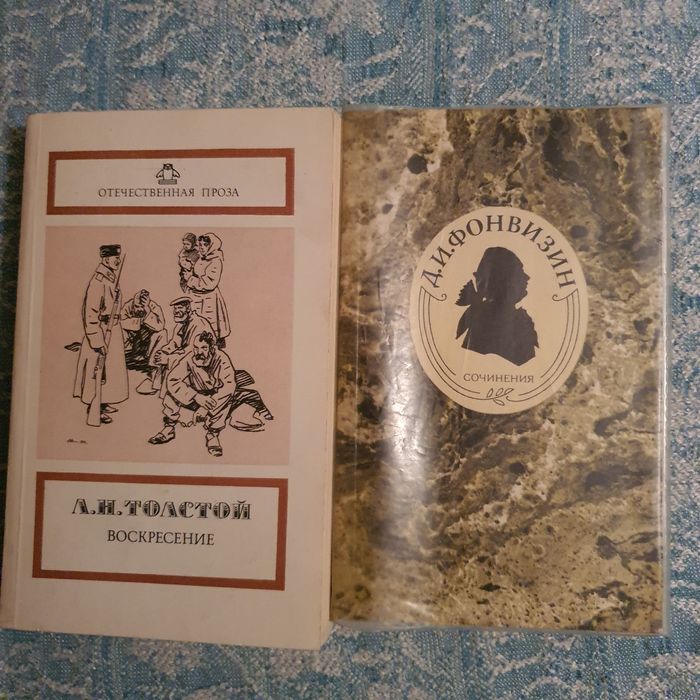 ОТЕЧЕСТВЕННАЯ ПРОЗА
Л.Н.ТОЛСТОЙ
ВОСКРЕСЕНИЕ
Д.И.ФОНВИЗИН
СОЧИНЕНИЯ